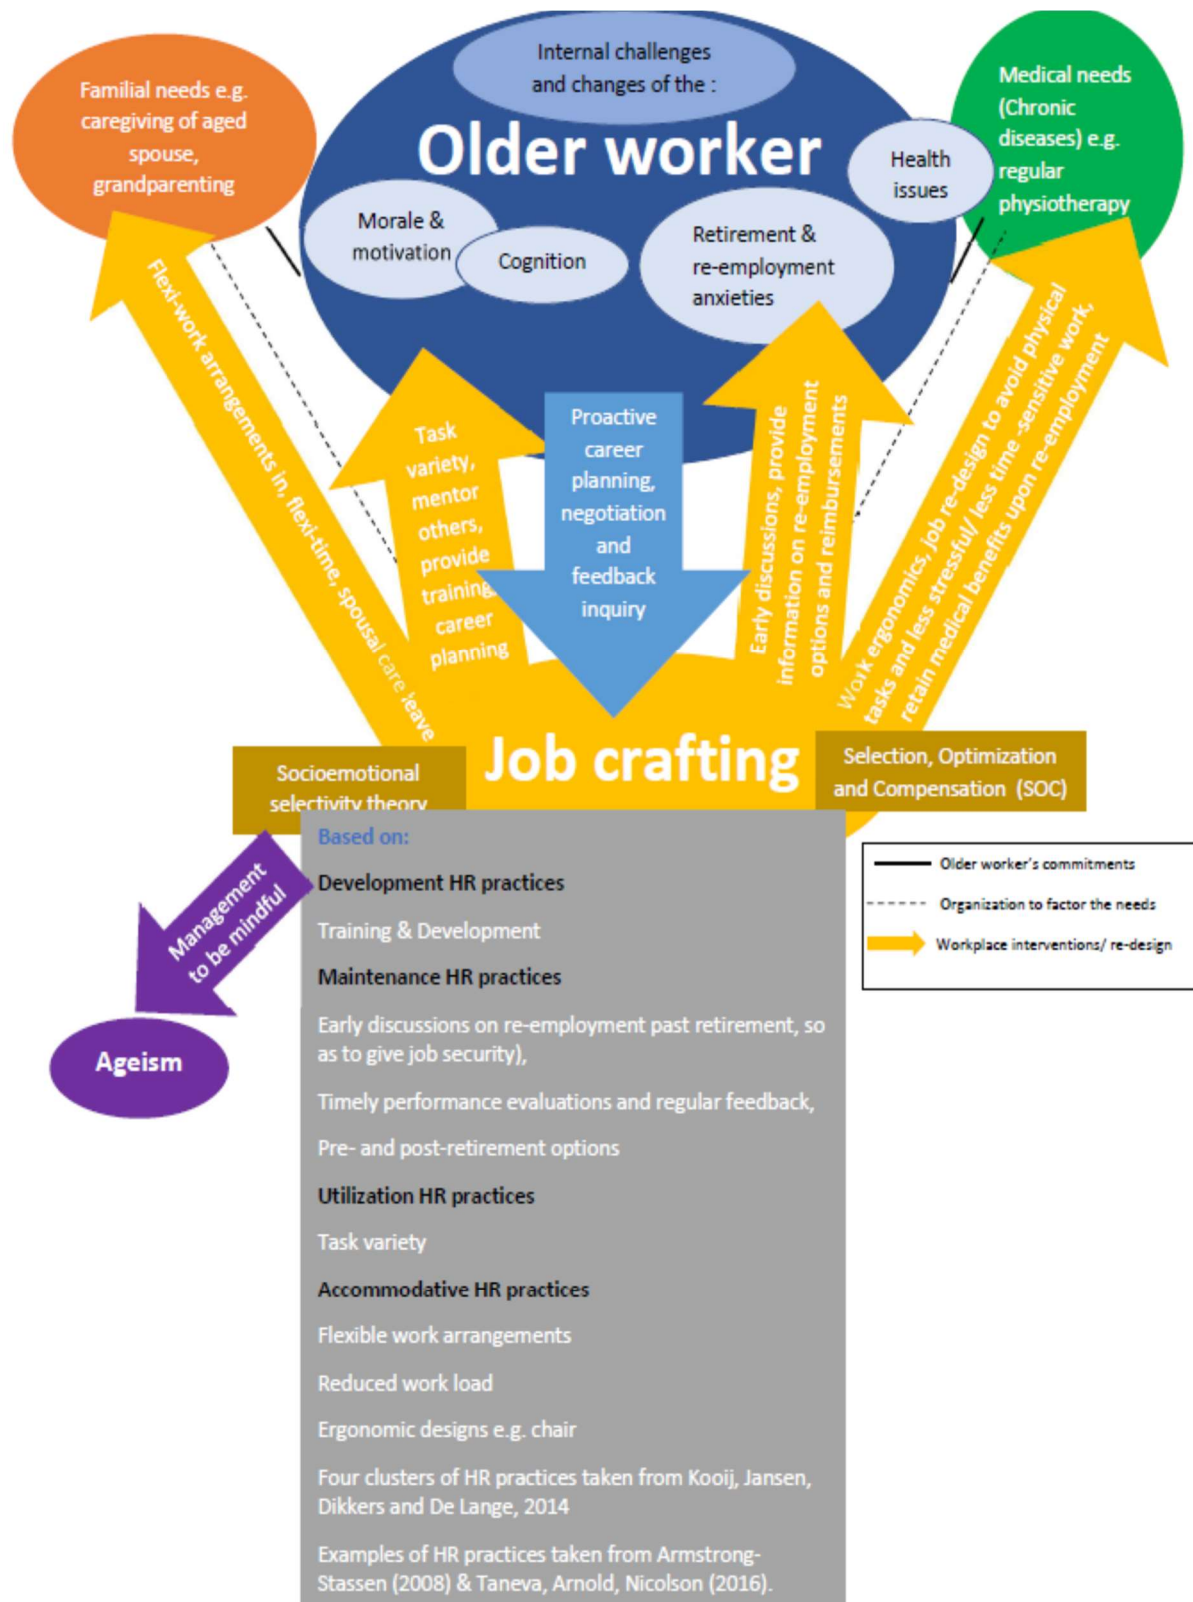 Internal challenges
and changes of the :
Older worker
Familial needs e.g.
caregiving of aged
spouse,
grandparenting
Medical needs
(Chronic
diseases) e.g.
regular
physiotherapy
Health
issues
Morale &
motivation
Cognition
Retirement &
re-employment
anxieties
Flexi-work arrangements in, flexi-time, spousal care leave
Task
variety,
mentor
others,
provide
training,
career
planning
Proactive
career
planning,
negotiation
and
feedback
inquiry
Early discussions, provide
information on re-employment
options and reimbursements
Work ergonomics, job re-design to avoid physical
tasks and less stressful/ less time -sensitive work,
retain medical benefits upon re-employment
Job crafting
Socioemotional
selectivity theory
Selection, Optimization
and Compensation (SOC)
Based on:
Development HR practices
Training & Development
Maintenance HR practices
Early discussions on re-employment past retirement, so
as to give job security),
Timely performance evaluations and regular feedback,
Pre- and post-retirement options
Utilization HR practices
Task variety
Accommodative HR practices
Flexible work arrangements
Reduced work load
Ergonomic designs e.g. chair
Four clusters of HR practices taken from Kooij, Jansen,
Dikkers and De Lange, 2014
Examples of HR practices taken from Armstrong-
Stassen (2008) & Taneva, Arnold, Nicolson (2016).
Management
to be mindful
Ageism
Older worker's commitments
Organization to factor the needs
Workplace interventions/ re-design